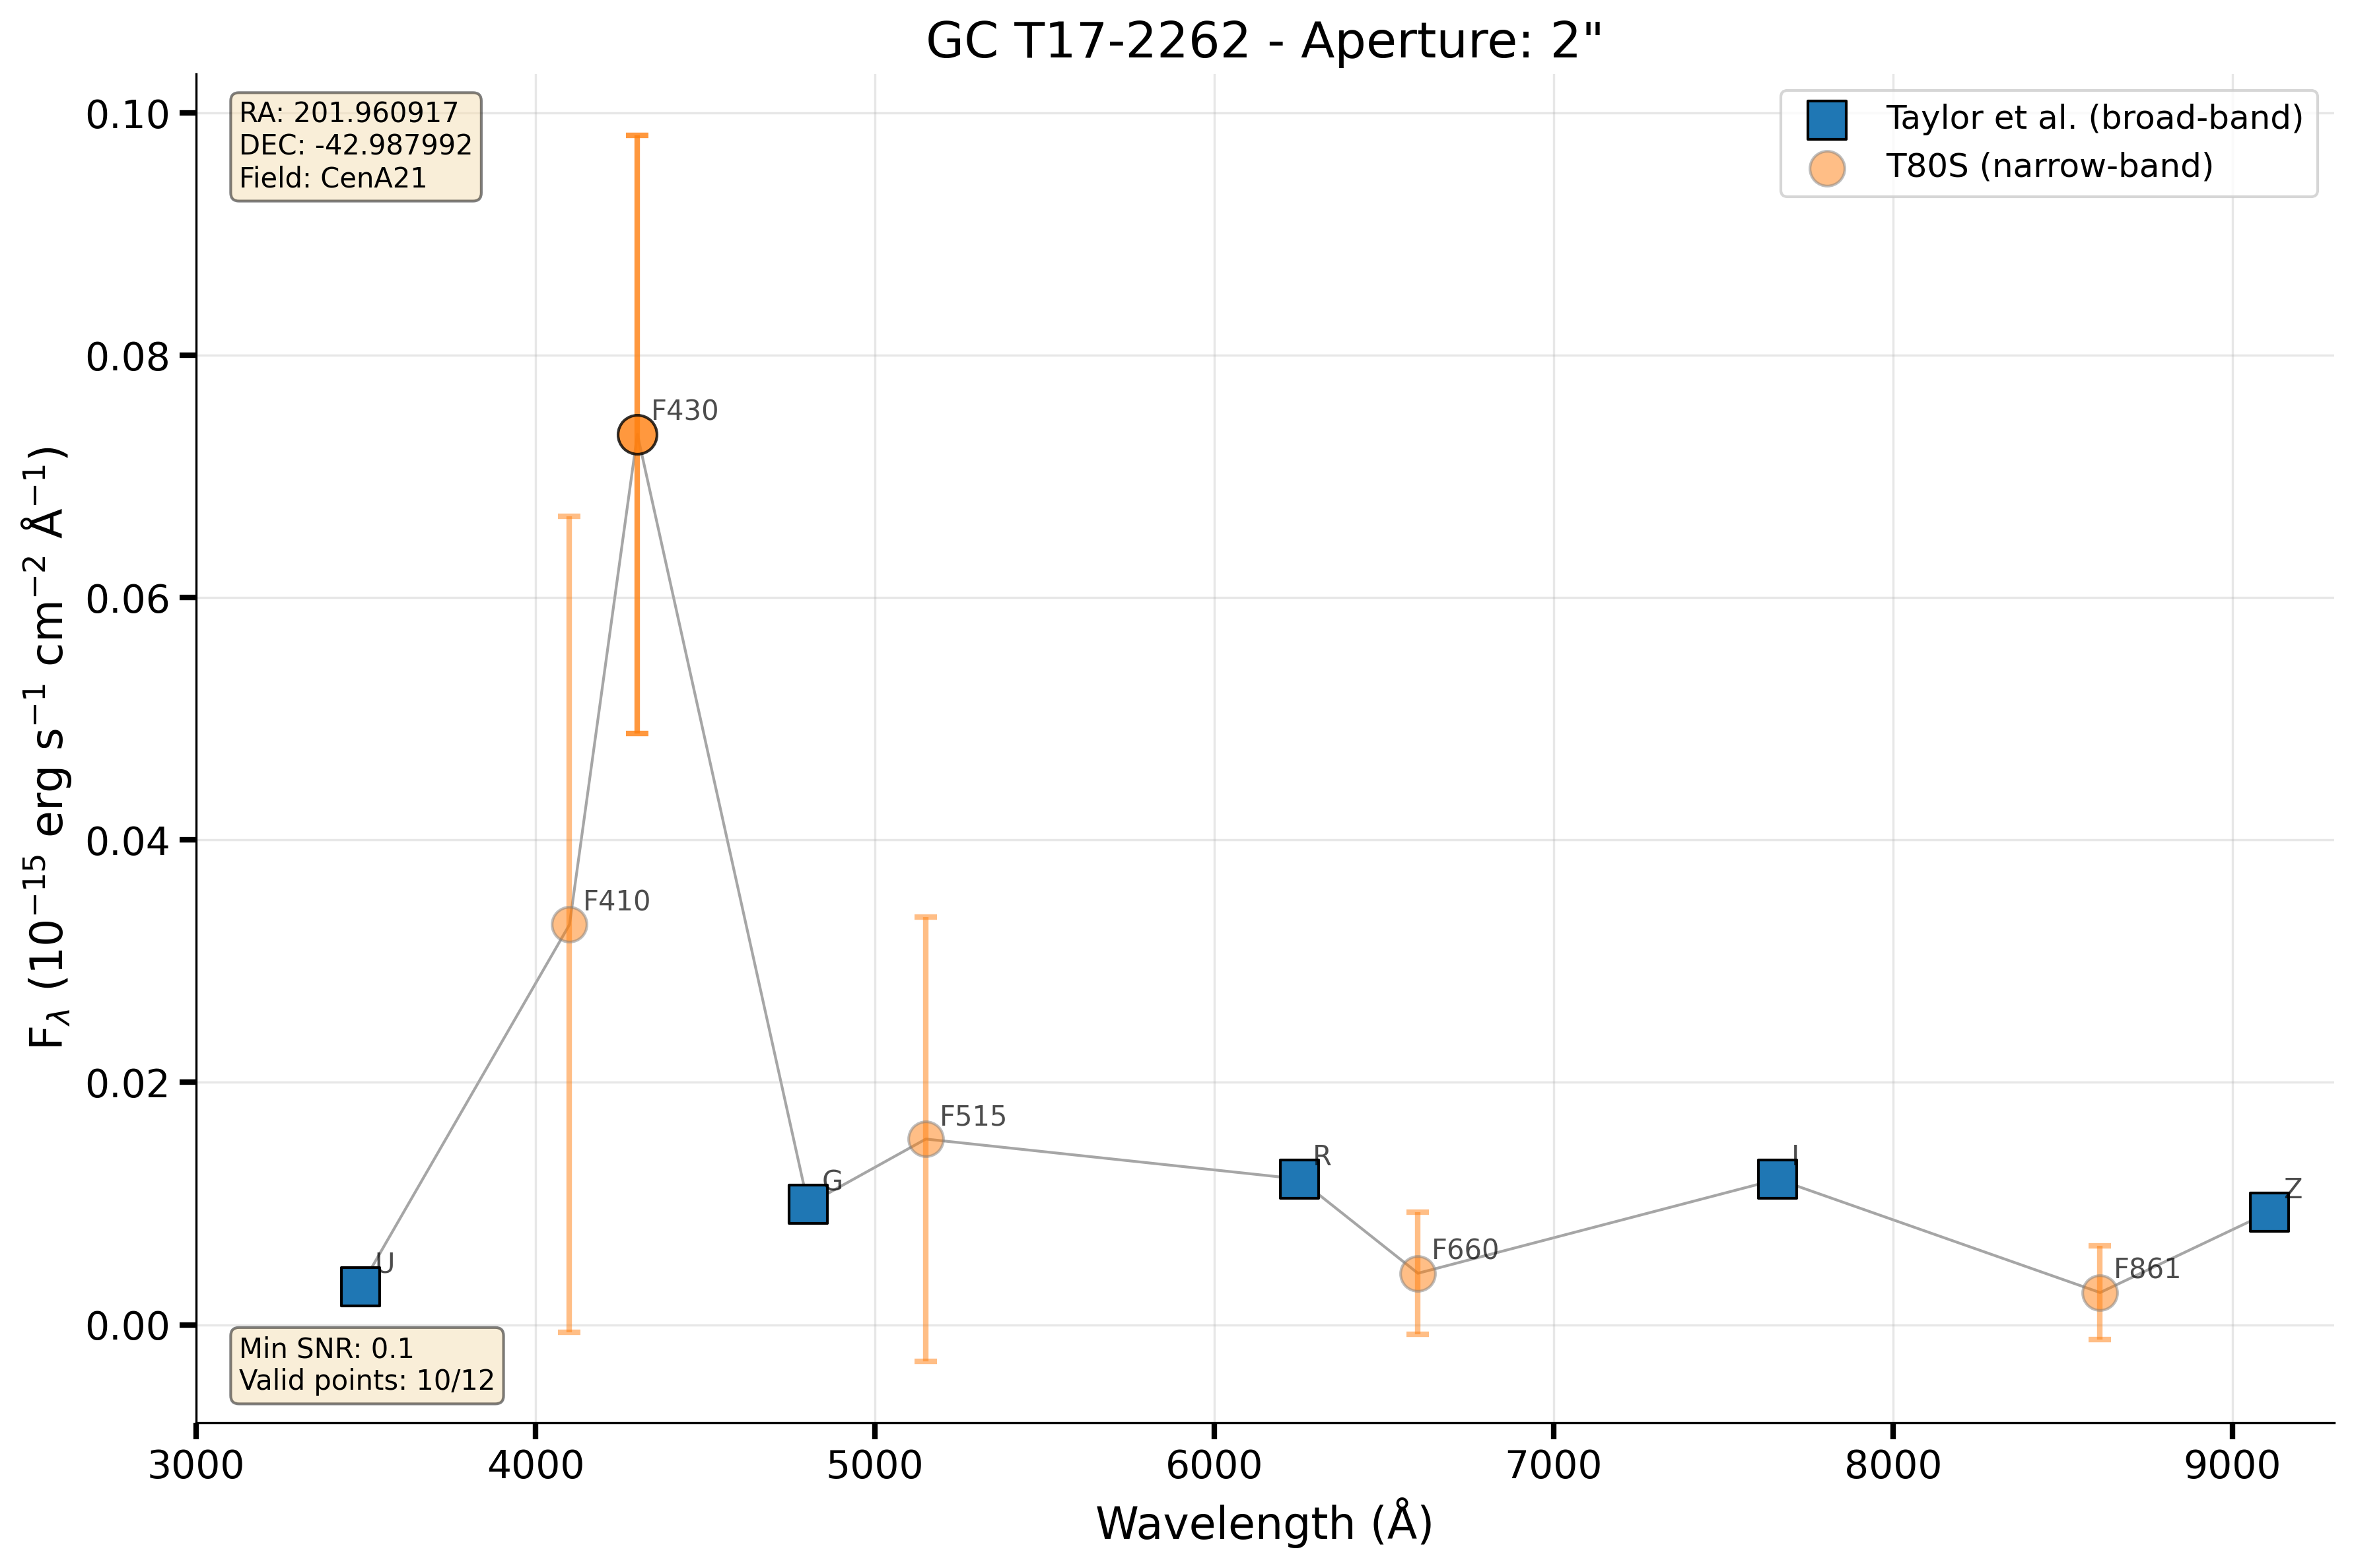 GC T17-2262 - Aperture: 2"
RA: 201.960917
DEC: -42.987992
Field: CenA21
Taylor et al. (broad-band)
T80S (narrow-band)
F$_{\lambda}$ (10$^{-15}$ erg s$^{-1}$ cm$^{-2}$ Å$^{-1}$)
0.10
0.08
0.06
0.04
0.02
0.00
F430
F410
F515
U
G
R
F660
I
F861
Z
Min SNR: 0.1
Valid points: 10/12
3000 4000 5000 6000 7000 8000 9000
Wavelength (Å)